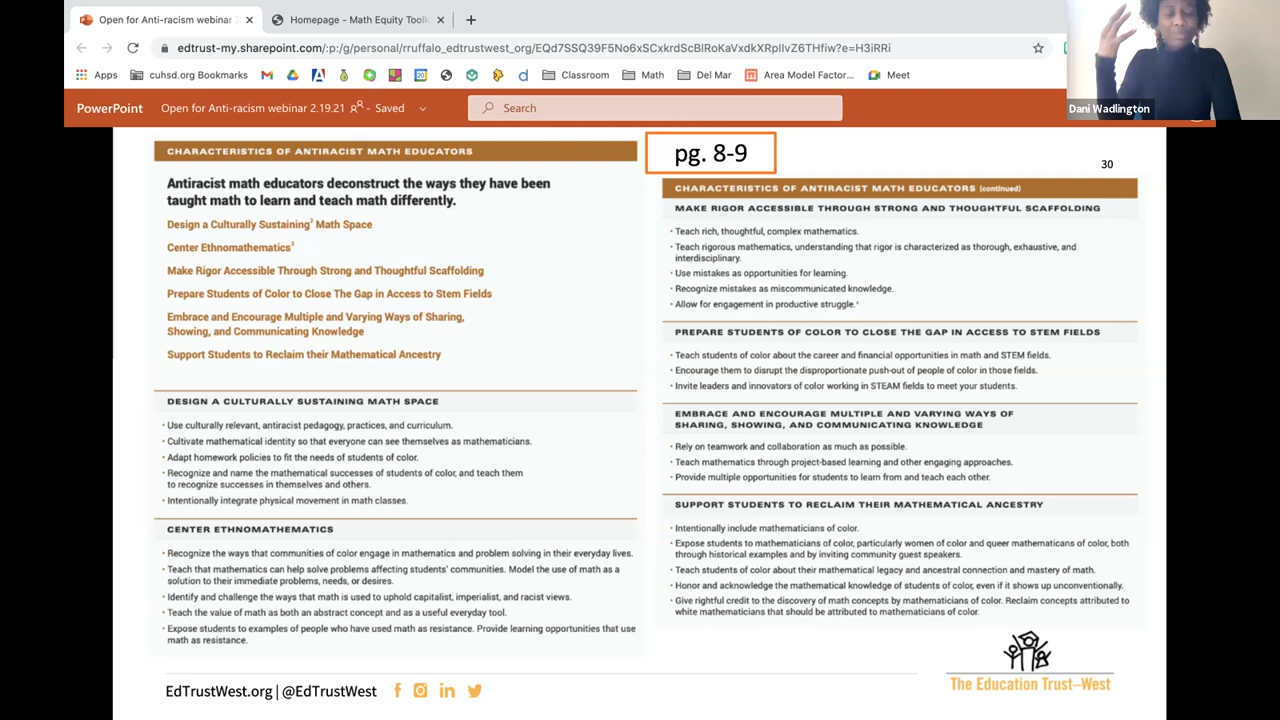 Open for Anti-racism webinar
Homepage - Math Equity Toolk
edtrust-my.sharepoint.com/:p:/g/personal/rruffalo_edtrustwest_org/EQd7SSQ39F5No6xSCxkrdScBlRoKaVxdkXRpIlvZ6THfiw?e=H3iRRi
Apps cuhsd.org Bookmarks Classroom Math Del Mar Area Model Factor... Meet
Dani Wadlington
PowerPoint Open for Anti-racism webinar 2.19.21 - Saved Search
CHARACTERISTICS OF ANTIRACIST MATH EDUCATORS
Antiracist math educators deconstruct the ways they have been
taught math to learn and teach math differently.
Design a Culturally Sustaining² Math Space
Center Ethnomathematics³
Make Rigor Accessible Through Strong and Thoughtful Scaffolding
Prepare Students of Color to Close The Gap in Access to Stem Fields
Embrace and Encourage Multiple and Varying Ways of Sharing,
Showing, and Communicating Knowledge
Support Students to Reclaim their Mathematical Ancestry
DESIGN A CULTURALLY SUSTAINING MATH SPACE
• Use culturally relevant, antiracist pedagogy, practices, and curriculum.
• Cultivate mathematical identity so that everyone can see themselves as mathematicians.
• Adapt homework policies to fit the needs of students of color.
• Recognize and name the mathematical successes of students of color, and teach them
to recognize successes in themselves and others.
• Intentionally integrate physical movement in math classes.
CENTER ETHNOMATHEMATICS
• Recognize the ways that communities of color engage in mathematics and problem solving in their everyday lives.
• Teach that mathematics can help solve problems affecting students' communities. Model the use of math as a
solution to their immediate problems, needs, or desires.
• Identify and challenge the ways that math is used to uphold capitalist, imperialist, and racist views.
• Teach the value of math as both an abstract concept and as a useful everyday tool.
• Expose students to examples of people who have used math as resistance. Provide learning opportunities that use
math as resistance.
pg. 8-9
30
CHARACTERISTICS OF ANTIRACIST MATH EDUCATORS (continued)
MAKE RIGOR ACCESSIBLE THROUGH STRONG AND THOUGHTFUL SCAFFOLDING
• Teach rich, thoughtful, complex mathematics.
• Teach rigorous mathematics, understanding that rigor is characterized as thorough, exhaustive, and
interdisciplinary.
• Use mistakes as opportunities for learning.
• Recognize mistakes as miscommunicated knowledge.
• Allow for engagement in productive struggle.⁴
PREPARE STUDENTS OF COLOR TO CLOSE THE GAP IN ACCESS TO STEM FIELDS
• Teach students of color about the career and financial opportunities in math and STEM fields.
• Encourage them to disrupt the disproportionate push-out of people of color in those fields.
• Invite leaders and innovators of color working in STEAM fields to meet your students.
EMBRACE AND ENCOURAGE MULTIPLE AND VARYING WAYS OF
SHARING, SHOWING, AND COMMUNICATING KNOWLEDGE
• Rely on teamwork and collaboration as much as possible.
• Teach mathematics through project-based learning and other engaging approaches.
• Provide multiple opportunities for students to learn from and teach each other.
SUPPORT STUDENTS TO RECLAIM THEIR MATHEMATICAL ANCESTRY
• Intentionally include mathematicians of color.
• Expose students to mathematicians of color, particularly women of color and queer mathematicans of color, both
through historical examples and by inviting community guest speakers.
• Teach students of color about their mathematical legacy and ancestral connection and mastery of math.
• Honor and acknowledge the mathematical knowledge of students of color, even if it shows up unconventionally.
• Give rightful credit to the discovery of math concepts by mathematicians of color. Reclaim concepts attributed to
white mathematicians that should be attributed to mathematicians of color.
EdTrustWest.org | @EdTrustWest
The Education Trust–West